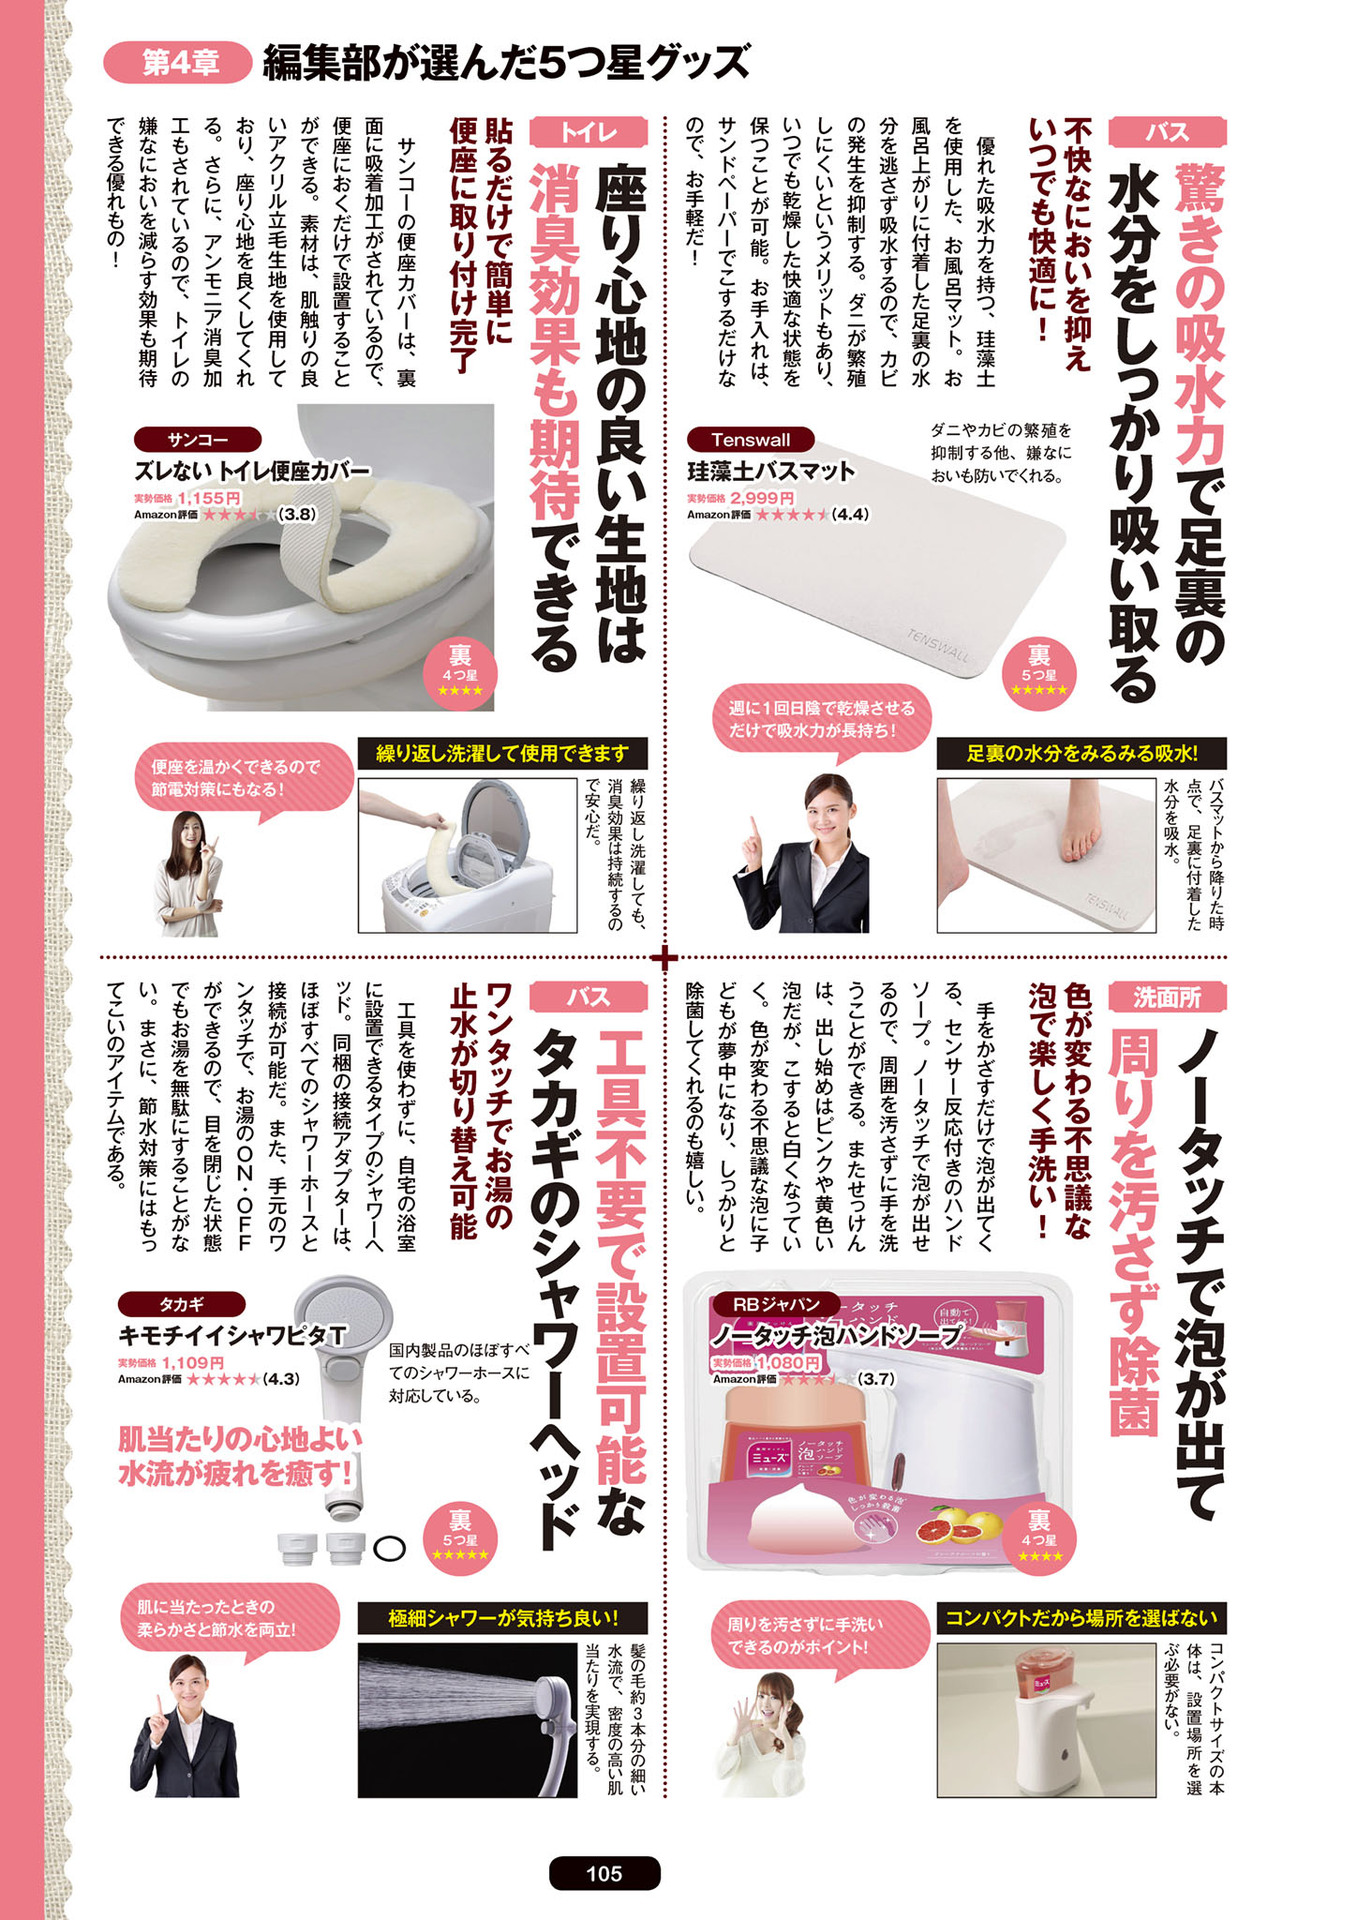 第4章 編集部が選んだ5つ星グッズ
バス
驚きの吸水力で足裏の
水分をしっかり吸い取る
不快なにおいを抑え
いつでも快適に！
優れた吸水力を持つ、珪藻土
を使用した、お風呂マット。お
風呂上がりに付着した足裏の水
分を逃さず吸水するので、カビ
の発生を抑制する。ダニが繁殖
しにくいというメリットもあり、
いつでも乾燥した快適な状態を
保つことが可能。お手入れは、
サンドペーパーでこするだけな
ので、お手軽だ！
Tenswall
珪藻土バスマット
実勢価格 2,999円
Amazon評価 ★★★★★(4.4)
ダニやカビの繁殖を
抑制する他、嫌なに
おいも防いでくれる。
TENSWALL
裏
5つ星
★★★★★
週に1回日陰で乾燥させる
だけで吸水力が長持ち！
足裏の水分をみるみる吸水！
バスマットから降りた時
点で、足裏に付着した
水分を吸水。
TENSWALL
トイレ
座り心地の良い生地は
消臭効果も期待できる
貼るだけで簡単に
便座に取り付け完了
サンコーの便座カバーは、裏
面に吸着加工がされているので、
便座におくだけで設置すること
ができる。素材は、肌触りの良
いアクリル立毛生地を使用して
おり、座り心地を良くしてくれ
る。さらに、アンモニア消臭加
工もされているので、トイレの
嫌なにおいを減らす効果も期待
できる優れもの！
サンコー
ズレない トイレ便座カバー
実勢価格 1,155円
Amazon評価 ★★★★★(3.8)
裏
4つ星
★★★★
便座を温かくできるので
節電対策にもなる！
繰り返し洗濯して使用できます
繰り返し洗濯しても、
消臭効果は持続するの
で安心だ。
洗面所
ノータッチで泡が出て
周りを汚さず除菌
色が変わる不思議な
泡で楽しく手洗い！
手をかざすだけで泡が出てく
る、センサー反応付きのハンド
ソープ。ノータッチで泡が出せ
るので、周囲を汚さずに手を洗
うことができる。またせっけん
は、出し始めはピンクや黄色い
泡だが、こすると白くなってい
く。色が変わる不思議な泡に子
どもが夢中になり、しっかりと
除菌してくれるのも嬉しい。
RBジャパン
ノータッチ泡ハンドソープ
実勢価格 1,080円
Amazon評価 ★★★★★(3.7)
自動で
ミューズ
ノータッチ
泡ハンド
ソープ
色が変わる泡で
しっかり殺菌
裏
4つ星
★★★★
周りを汚さずに手洗い
できるのがポイント！
コンパクトだから場所を選ばない
コンパクトサイズの本
体は、設置場所を選
ぶ必要がない。
ミューズ
バス
工具不要で設置可能な
タカギのシャワーヘッド
ワンタッチでお湯の
止水が切り替え可能
工具を使わずに、自宅の浴室
に設置できるタイプのシャワーヘ
ッド。同梱の接続アダプターは、
ほぼすべてのシャワーホースと
接続が可能だ。また、手元のワ
ンタッチで、お湯のON・OFF
ができるので、目を閉じた状態
でもお湯を無駄にすることがな
い。まさに、節水対策にはもっ
てこいのアイテムである。
タカギ
キモチイイシャワピタT
実勢価格 1,109円
Amazon評価 ★★★★★(4.3)
国内製品のほぼすべ
てのシャワーホースに
対応している。
肌当たりの心地よい
水流が疲れを癒す！
裏
5つ星
★★★★★
肌に当たったときの
柔らかさと節水を両立！
極細シャワーが気持ち良い！
髪の毛約3本分の細い
水流で、密度の高い肌
当たりを実現する。
105